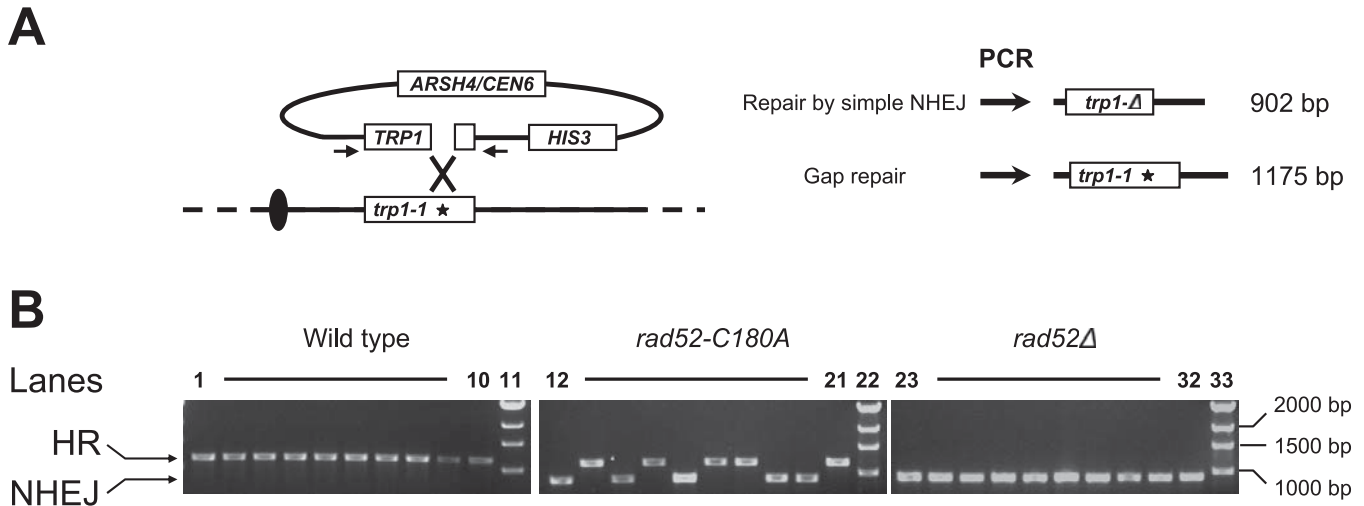 A
PCR
ARSH4/CEN6
Repair by simple NHEJ
trp1-Δ
902 bp
TRP1
HIS3
Gap repair
trp1-1 ★
1175 bp
trp1-1 ★
B
Wild type
rad52-C180A
rad52Δ
Lanes
1 10 11 12 21 22 23 32 33
2000 bp
HR
1500 bp
NHEJ
1000 bp